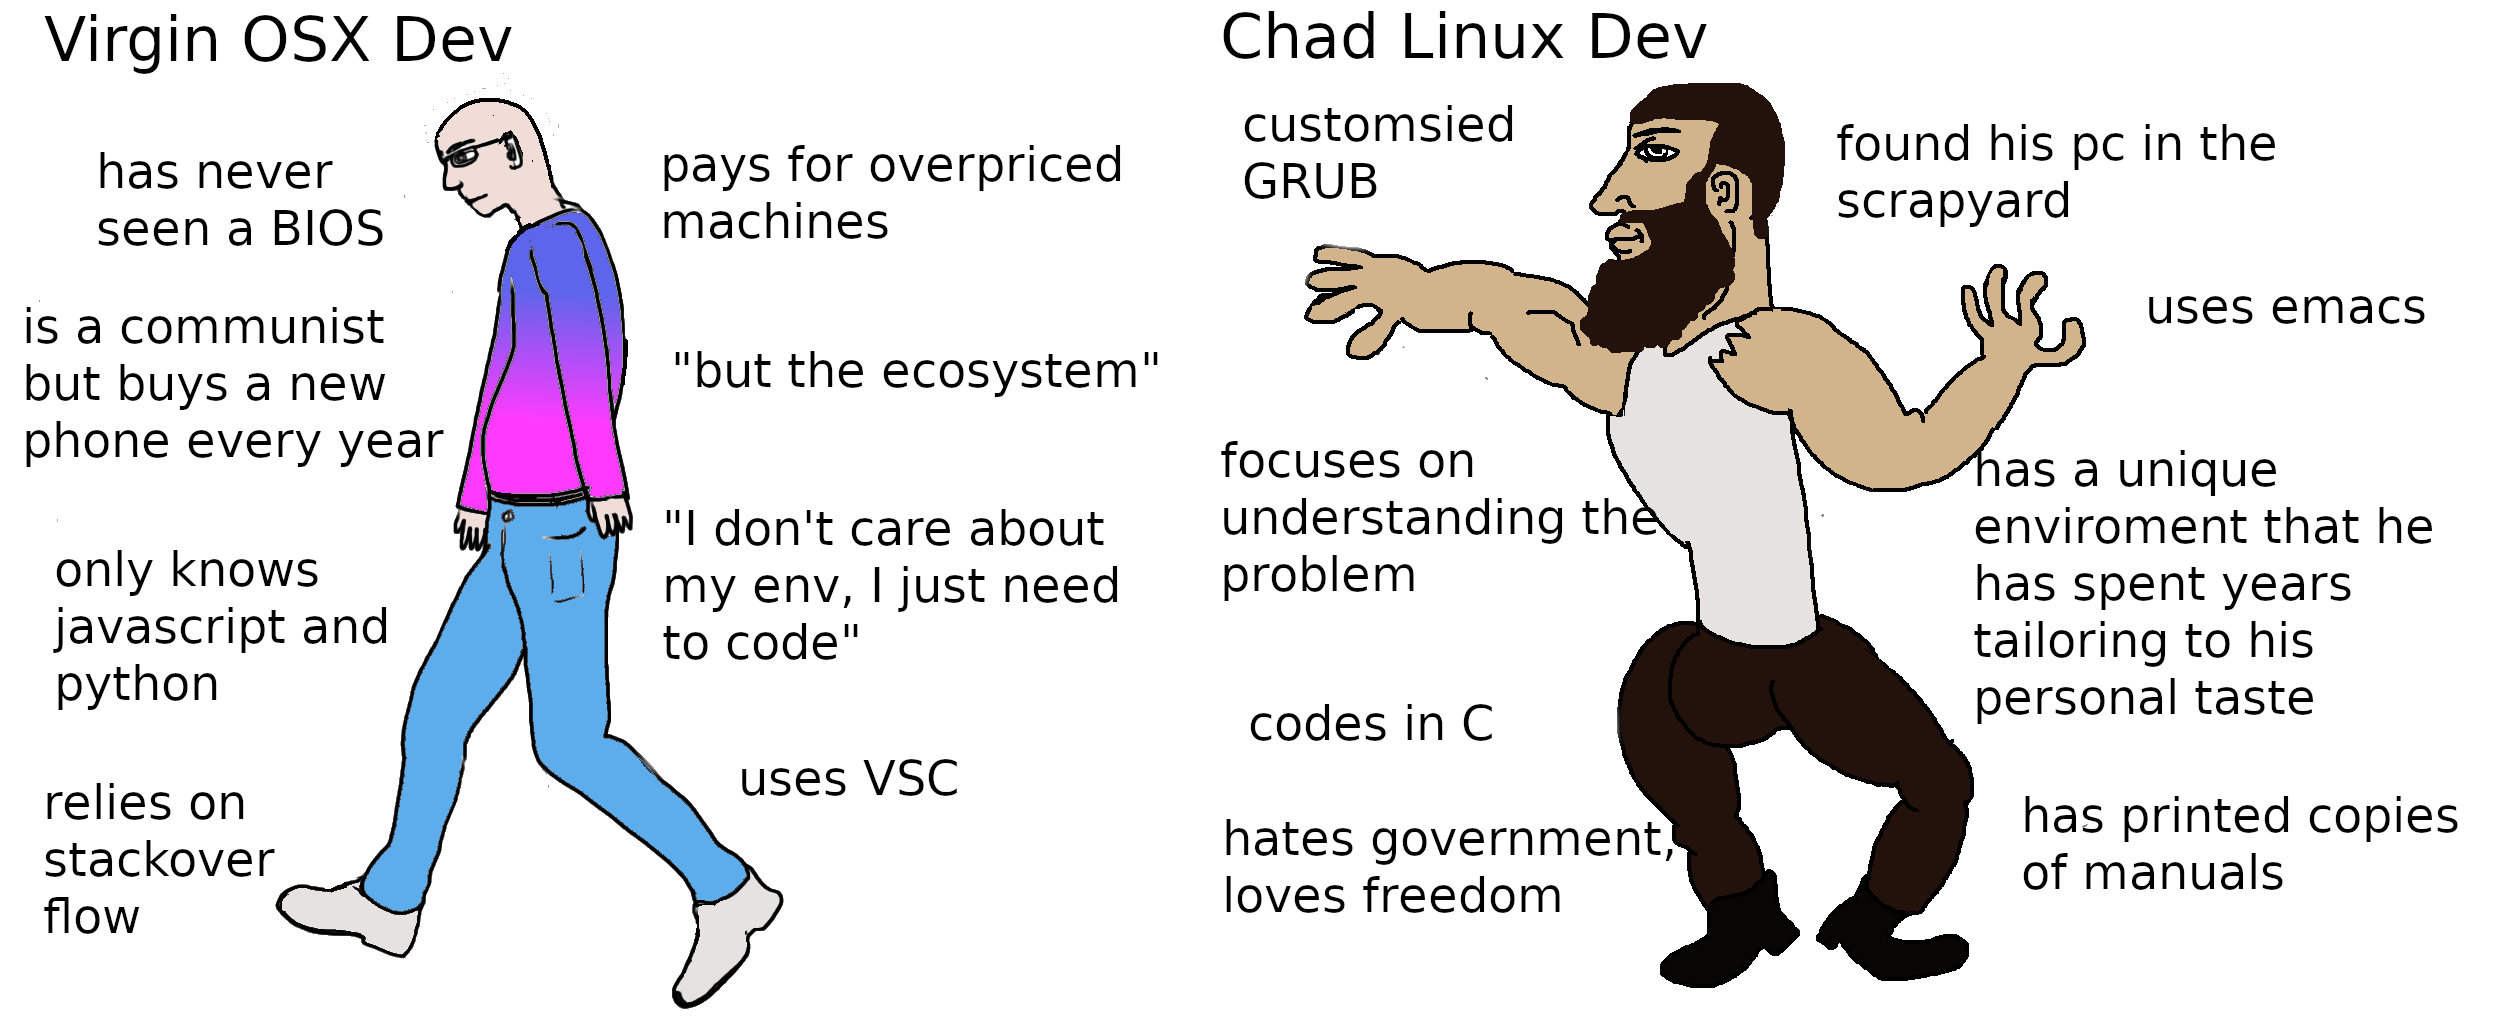 Virgin OSX Dev
has never
seen a BIOS
pays for overpriced
machines
is a communist
but buys a new
phone every year
"but the ecosystem"
only knows
javascript and
python
"I don't care about
my env, I just need
to code"
relies on
stackover
flow
uses VSC
Chad Linux Dev
customsied
GRUB
found his pc in the
scrapyard
uses emacs
focuses on
understanding the
problem
has a unique
enviroment that he
has spent years
tailoring to his
personal taste
codes in C
hates government,
loves freedom
has printed copies
of manuals